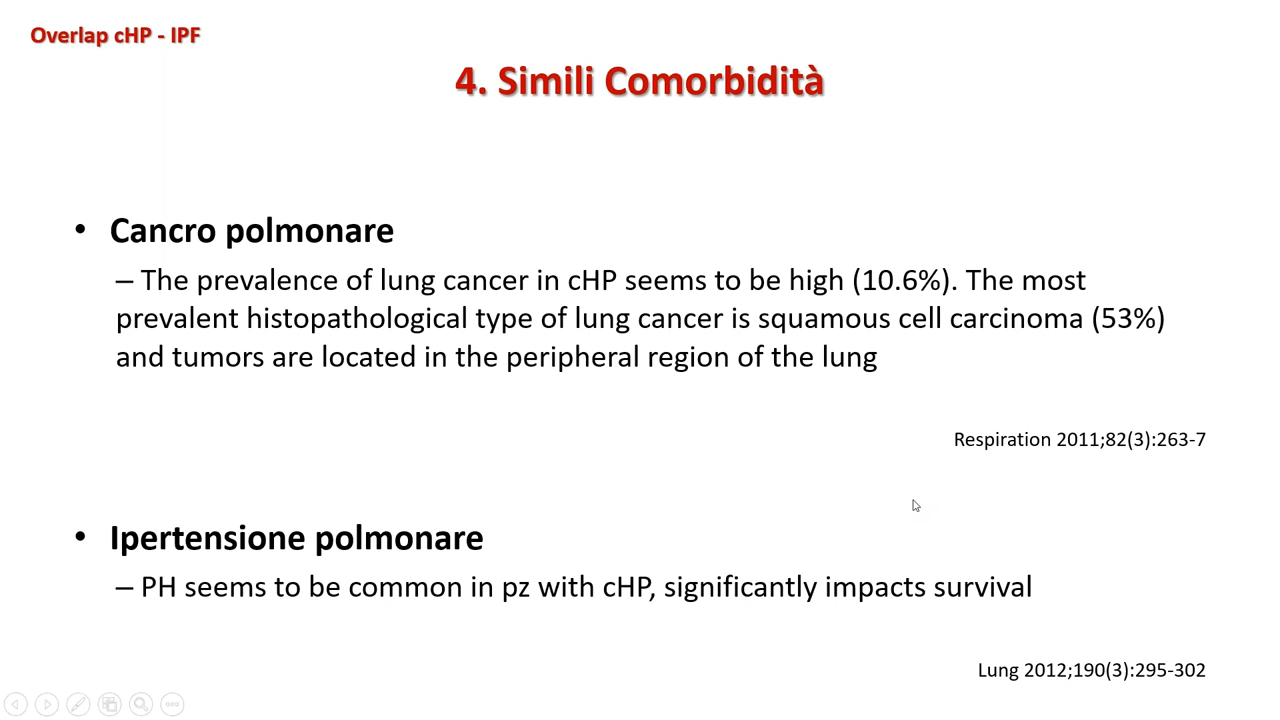 Overlap cHP - IPF
4. Simili Comorbidità
• Cancro polmonare
– The prevalence of lung cancer in cHP seems to be high (10.6%). The most
prevalent histopathological type of lung cancer is squamous cell carcinoma (53%)
and tumors are located in the peripheral region of the lung
Respiration 2011;82(3):263-7
• Ipertensione polmonare
– PH seems to be common in pz with cHP, significantly impacts survival
Lung 2012;190(3):295-302